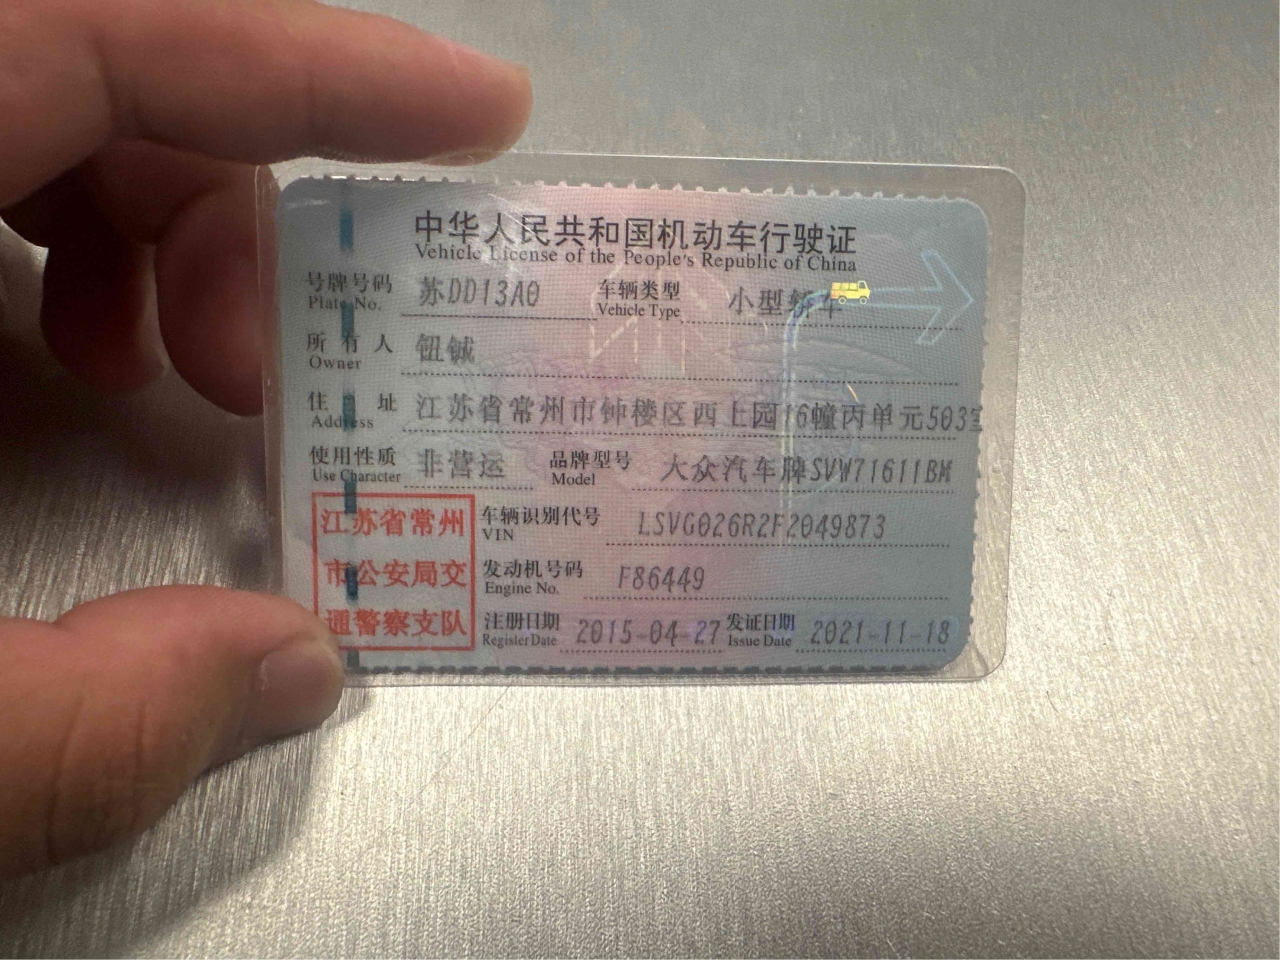 中华人民共和国机动车行驶证
Vehicle License of the People's Republic of China
号牌号码 苏DD13A0 车辆类型 小型轿车
Plate No. Vehicle Type
所有人 钮铖
Owner
住址 江苏省常州市钟楼区西上园16幢丙单元503室
Address
使用性质 非营运 品牌型号 大众汽车牌SVW71611BM
Use Character Model
江苏省常州 车辆识别代号 LSVG026R2F2049873
VIN
市公安局交 发动机号码 F86449
Engine No.
通警察支队 注册日期 2015-04-27 发证日期 2021-11-18
Register Date Issue Date